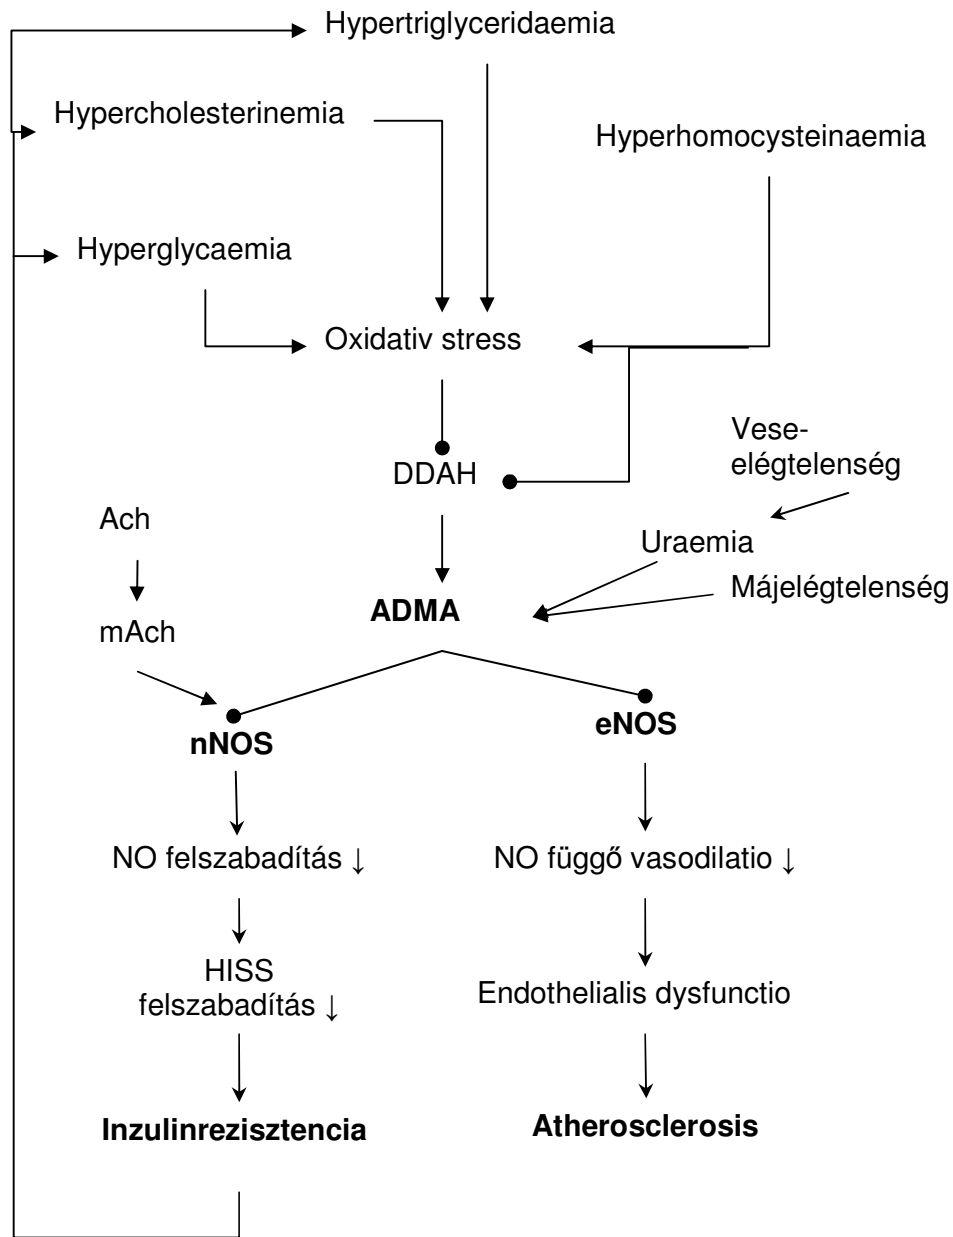 Hypertriglyceridaemia
Hypercholesterinemia
Hyperhomocysteinaemia
Hyperglycaemia
Oxidativ stress
Vese-
elégtelenség
DDAH
Ach
Uraemia
Májelégtelenség
ADMA
mAch
nNOS
eNOS
NO felszabadítás ↓
NO függő vasodilatio ↓
HISS
felszabadítás ↓
Endothelialis dysfunctio
Inzulinrezisztencia
Atherosclerosis